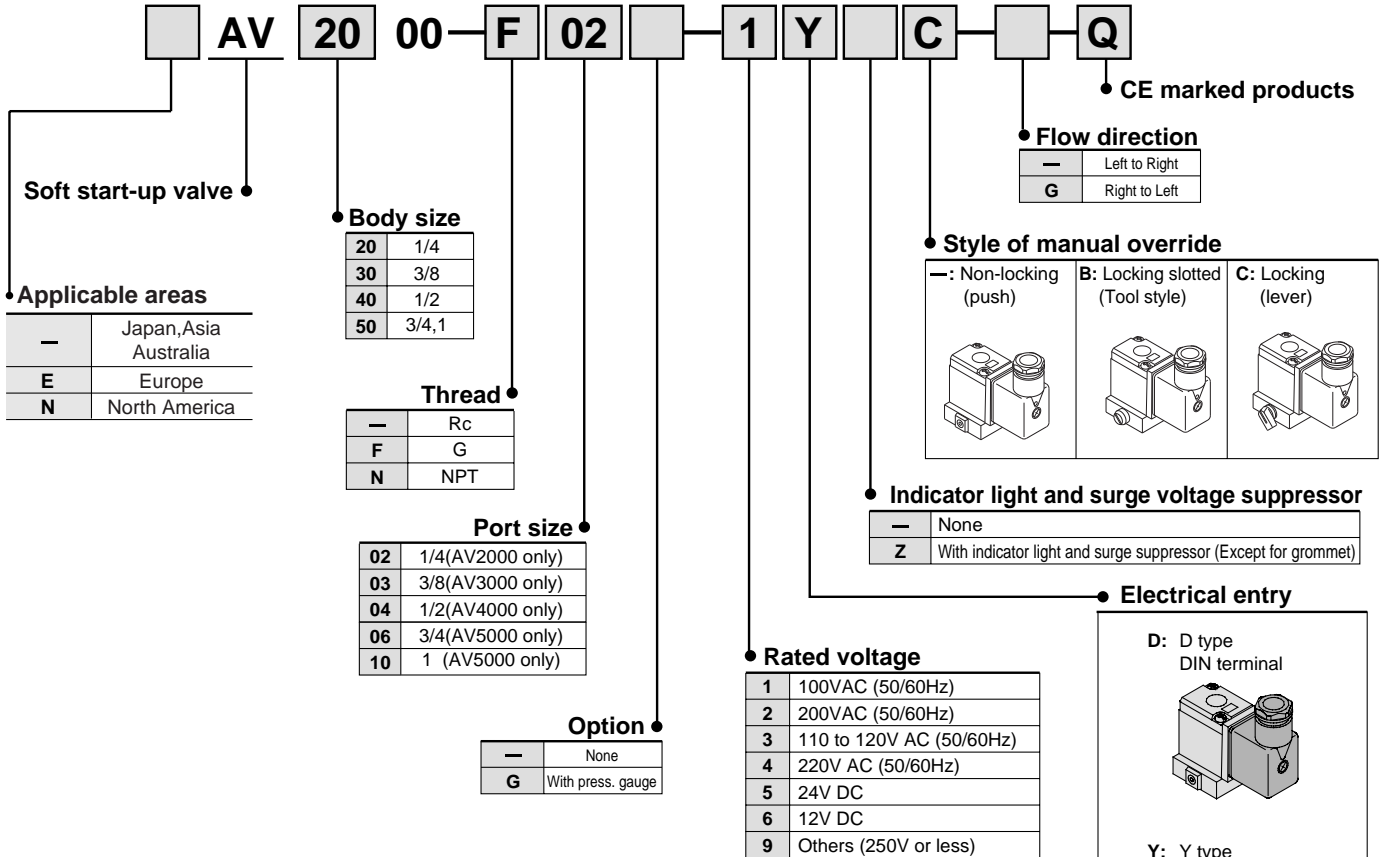 AV 20 00 — F 02 — 1 Y C — — Q
CE marked products
Flow direction
— Left to Right
G Right to Left
Soft start-up valve
Body size
20 1/4
30 3/8
40 1/2
50 3/4,1
Style of manual override
—: Non-locking (push)
B: Locking slotted (Tool style)
C: Locking (lever)
Applicable areas
— Japan,Asia Australia
E Europe
N North America
Thread
— Rc
F G
N NPT
Indicator light and surge voltage suppressor
— None
Z With indicator light and surge suppressor (Except for grommet)
Port size
02 1/4(AV2000 only)
03 3/8(AV3000 only)
04 1/2(AV4000 only)
06 3/4(AV5000 only)
10 1 (AV5000 only)
Electrical entry
D: D type
DIN terminal
Y: Y type
Rated voltage
1 100VAC (50/60Hz)
2 200VAC (50/60Hz)
3 110 to 120V AC (50/60Hz)
4 220V AC (50/60Hz)
5 24V DC
6 12V DC
9 Others (250V or less)
Option
— None
G With press. gauge